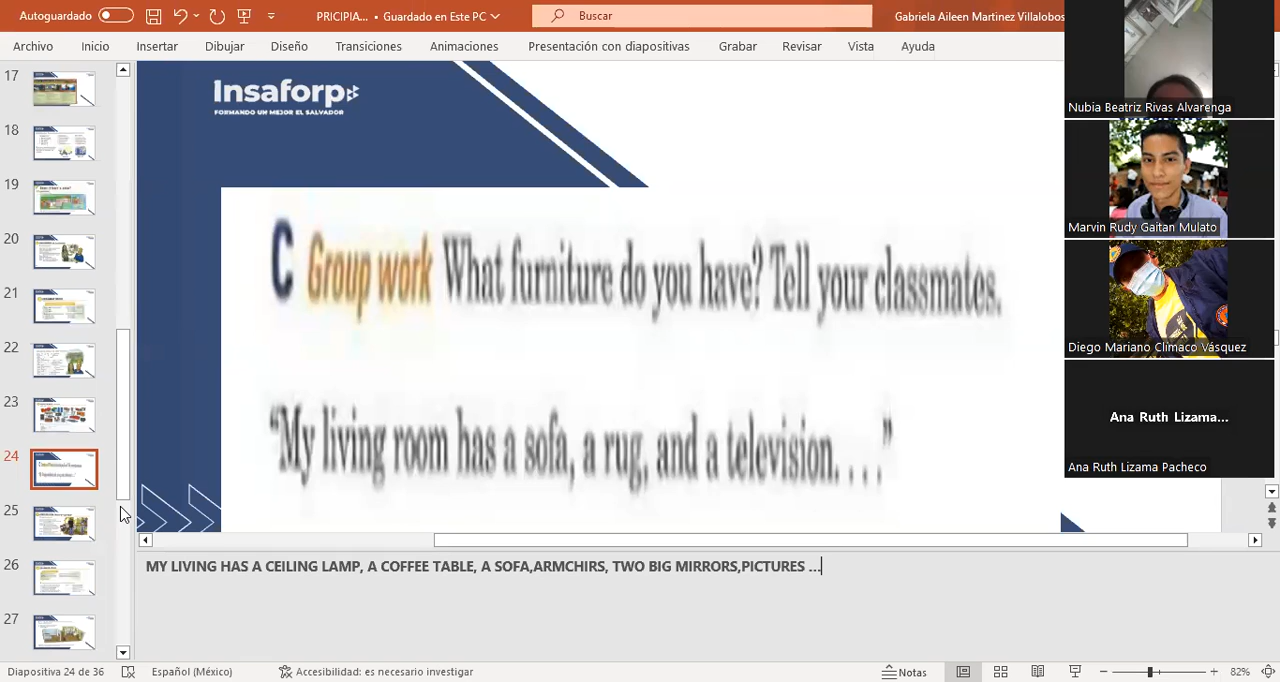 Autoguardado
PRICIPIA... • Guardado en Este PC
Buscar
Gabriela Aileen Martinez Villalobos
Archivo Inicio Insertar Dibujar Diseño Transiciones Animaciones Presentación con diapositivas Grabar Revisar Vista Ayuda
17
18
19
20
21
22
23
24
25
26
27
Insaforp
FORMANDO UN MEJOR EL SALVADOR
C Group work What furniture do you have? Tell your classmates.
“My living room has a sofa, a rug, and a television. . . .”
MY LIVING HAS A CEILING LAMP, A COFFEE TABLE, A SOFA,ARMCHIRS, TWO BIG MIRRORS,PICTURES ...
Nubia Beatriz Rivas Alvarenga
Marvin Rudy Gaitan Mulato
Diego Mariano Climaco Vásquez
Ana Ruth Lizama...
Ana Ruth Lizama Pacheco
Diapositiva 24 de 36 Español (México) Accesibilidad: es necesario investigar Notas 82%